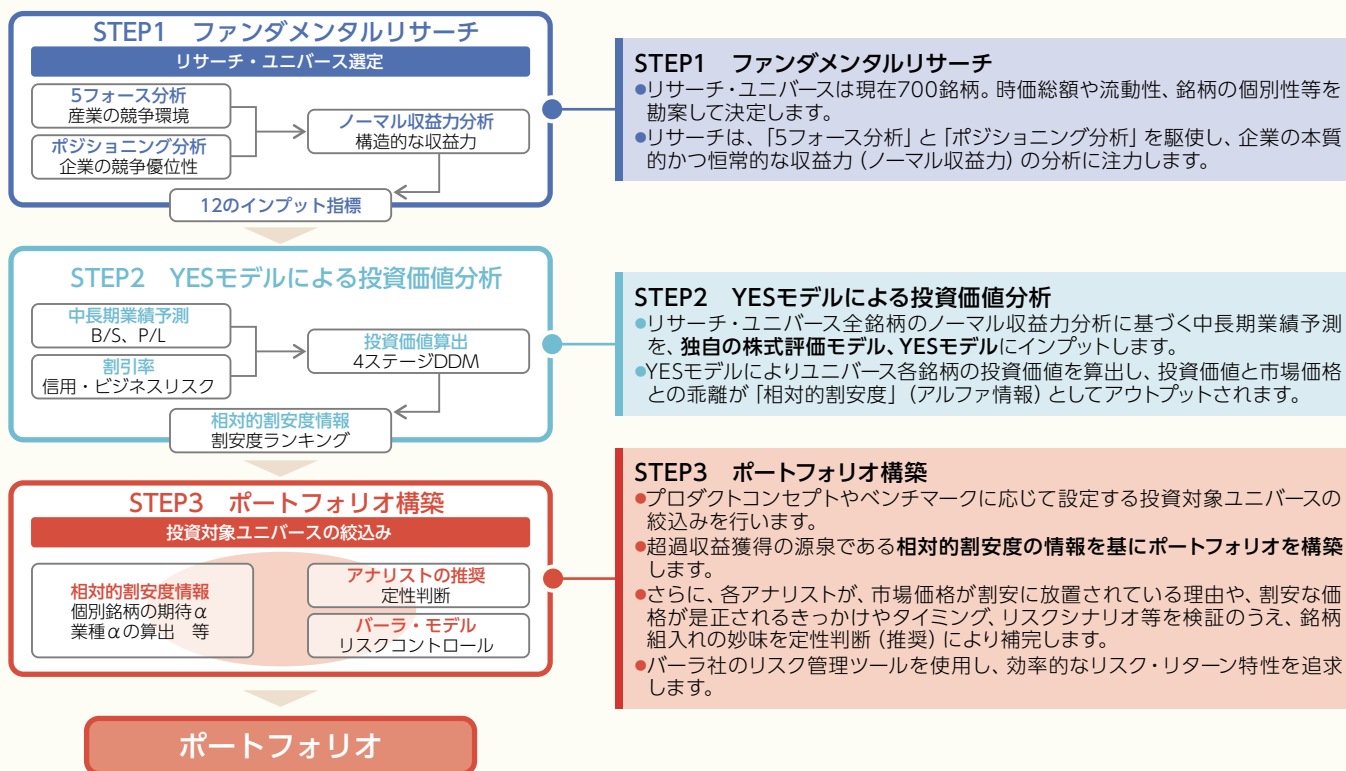 STEP1 ファンダメンタルリサーチ
リサーチ・ユニバース選定
5フォース分析
産業の競争環境
ポジショニング分析
企業の競争優位性
ノーマル収益力分析
構造的な収益力
12のインプット指標
STEP1 ファンダメンタルリサーチ
●リサーチ・ユニバースは現在700銘柄。時価総額や流動性、銘柄の個別性等を
勘案して決定します。
●リサーチは、「5フォース分析」と「ポジショニング分析」を駆使し、企業の本質
的かつ恒常的な収益力（ノーマル収益力）の分析に注力します。
STEP2 YESモデルによる投資価値分析
中長期業績予測
B/S、P/L
割引率
信用・ビジネスリスク
投資価値算出
4ステージDDM
相対的割安度情報
割安度ランキング
STEP2 YESモデルによる投資価値分析
●リサーチ・ユニバース全銘柄のノーマル収益力分析に基づく中長期業績予測
を、独自の株式評価モデル、YESモデルにインプットします。
●YESモデルによりユニバース各銘柄の投資価値を算出し、投資価値と市場価格
との乖離が「相対的割安度」（アルファ情報）としてアウトプットされます。
STEP3 ポートフォリオ構築
投資対象ユニバースの絞込み
相対的割安度情報
個別銘柄の期待α
業種αの算出 等
アナリストの推奨
定性判断
バーラ・モデル
リスクコントロール
STEP3 ポートフォリオ構築
●プロダクトコンセプトやベンチマークに応じて設定する投資対象ユニバースの
絞込みを行います。
●超過収益獲得の源泉である相対的割安度の情報を基にポートフォリオを構築
します。
●さらに、各アナリストが、市場価格が割安に放置されている理由や、割安な価
格が是正されるきっかけやタイミング、リスクシナリオ等を検証のうえ、銘柄
組入れの妙味を定性判断（推奨）により補完します。
●バーラ社のリスク管理ツールを使用し、効率的なリスク・リターン特性を追求
します。
ポートフォリオ